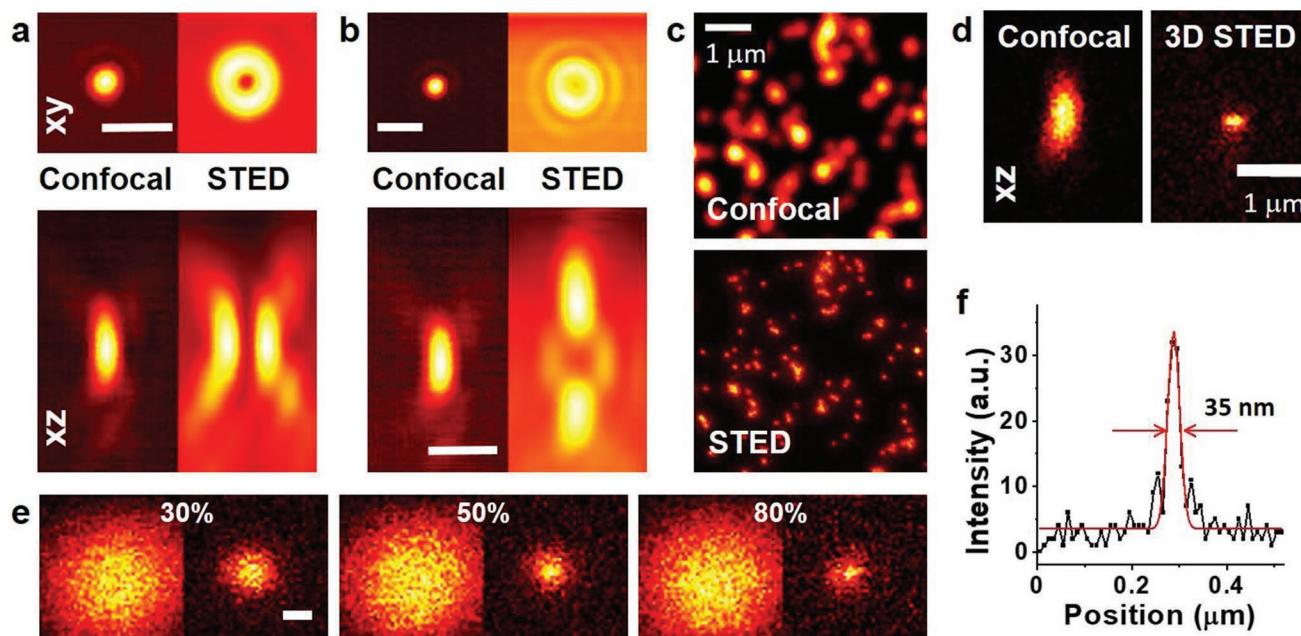 a
b
c
d
xy
Confocal STED
Confocal STED
xz
1 μm
Confocal
STED
Confocal 3D STED
xz
1 μm
e
30%
50%
80%
f
Intensity (a.u.)
30
20
10
0
35 nm
0 0.2 0.4
Position (μm)